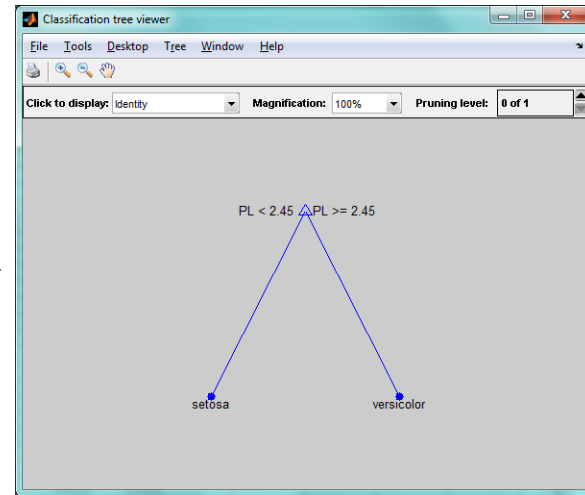 Classification tree viewer
File Tools Desktop Tree Window Help
Click to display: Identity Magnification: 100% Pruning level: 0 of 1
PL < 2.45 PL >= 2.45
setosa versicolor